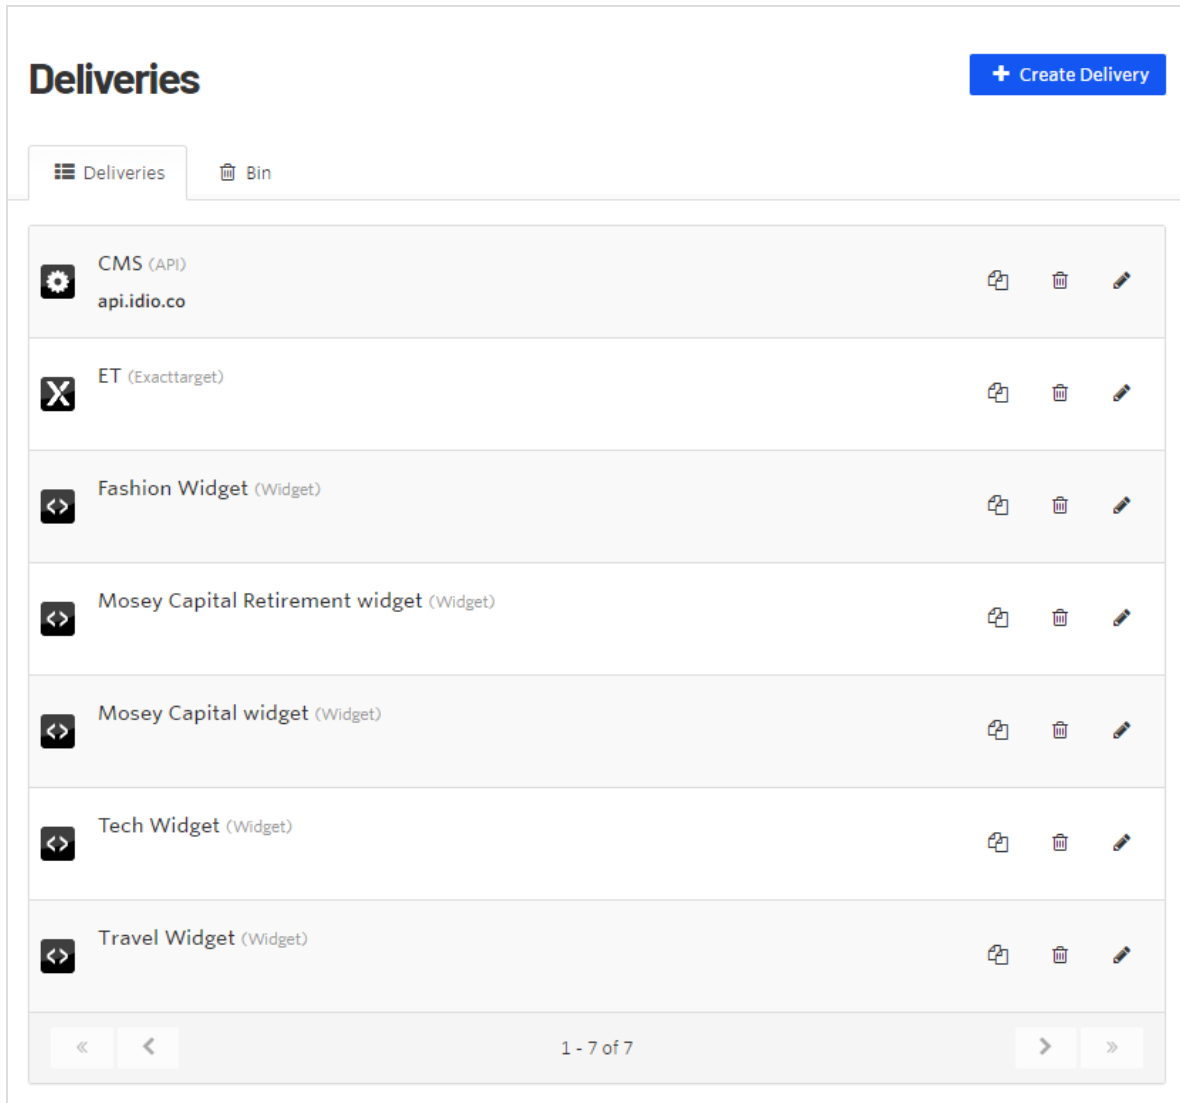 Deliveries
Create Delivery
Deliveries
Bin
CMS (API)
api.idio.co
ET (Exacttarget)
Fashion Widget (Widget)
Mosey Capital Retirement widget (Widget)
Mosey Capital widget (Widget)
Tech Widget (Widget)
Travel Widget (Widget)
1 - 7 of 7